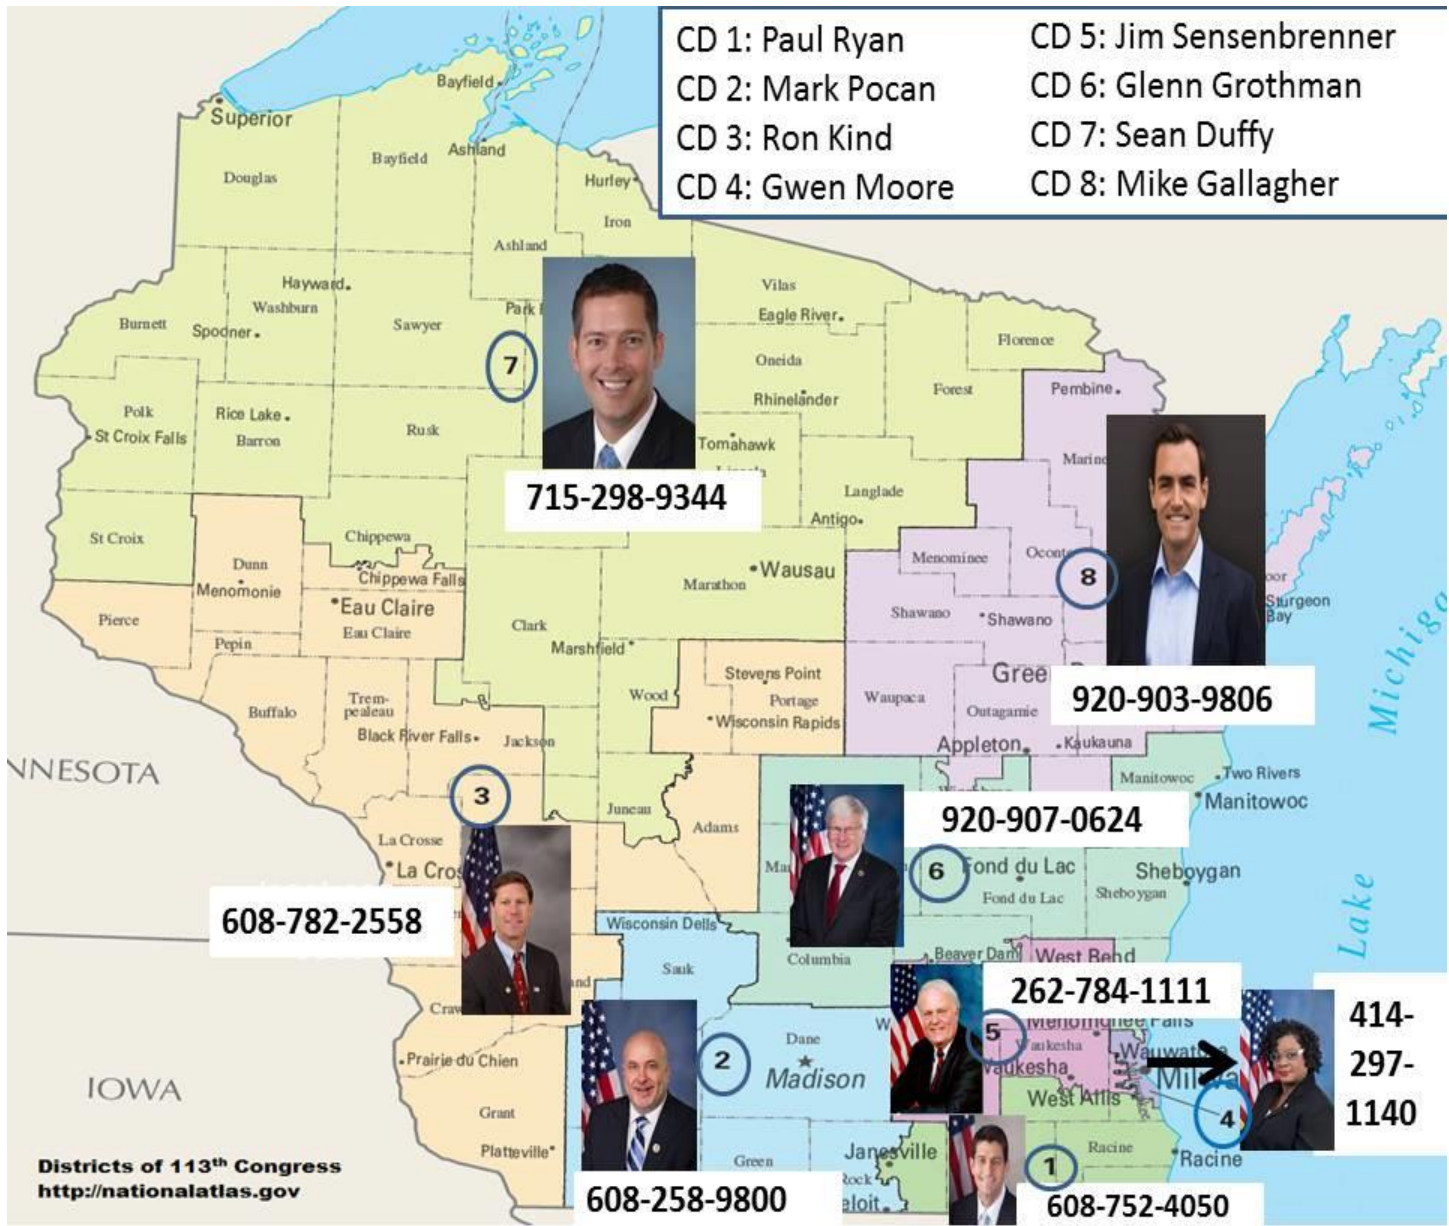 CD 1: Paul Ryan
CD 2: Mark Pocan
CD 3: Ron Kind
CD 4: Gwen Moore
CD 5: Jim Sensenbrenner
CD 6: Glenn Grothman
CD 7: Sean Duffy
CD 8: Mike Gallagher
Bayfield
Superior
Ashland
Bayfield
Douglas
Hurley
Iron
Ashland
Vilas
Hayward
Washburn
Park
Eagle River
Burnett
Spooner
Sawyer
Florence
7
Oneida
Forest
Pembine
Rhinelander
Polk
Rice Lake
St Croix Falls
Barron
Rusk
Tomahawk
Lincoln
Langlade
715-298-9344
Antigo
St Croix
Chippewa
Menominee
Dunn
Chippewa Falls
Wausau
Marathon
8
Menomonie
Eau Claire
Sturgeon
Bay
Pierce
Eau Claire
Clark
Shawano
Shawano
Pepin
Marshfield
Stevens Point
Wood
Portage
Waupaca
920-903-9806
Michiga
Buffalo
Trem-
pealeau
Wisconsin Rapids
Outagamie
Black River Falls
Jackson
Appleton
Kaukauna
NNESOTA
Manitowoc
Two Rivers
3
Juneau
Manitowoc
920-907-0624
La Crosse
Adams
6
Fond du Lac
Sheboygan
Fond du Lac
Sheboygan
608-782-2558
Wisconsin Dells
Lake
Sauk
Columbia
Beaver Dam
West Bend
262-784-1111
414-
297-
1140
Menomonee Falls
5
Waukesha
Dane
2
Madison
Waukesha
Wauwatosa
Prairie du Chien
IOWA
West Allis
4
Grant
Platteville
Green
Janesville
Rock
eloit
Racine
Racine
1
Districts of 113th Congress
http://nationalatlas.gov
608-258-9800
608-752-4050